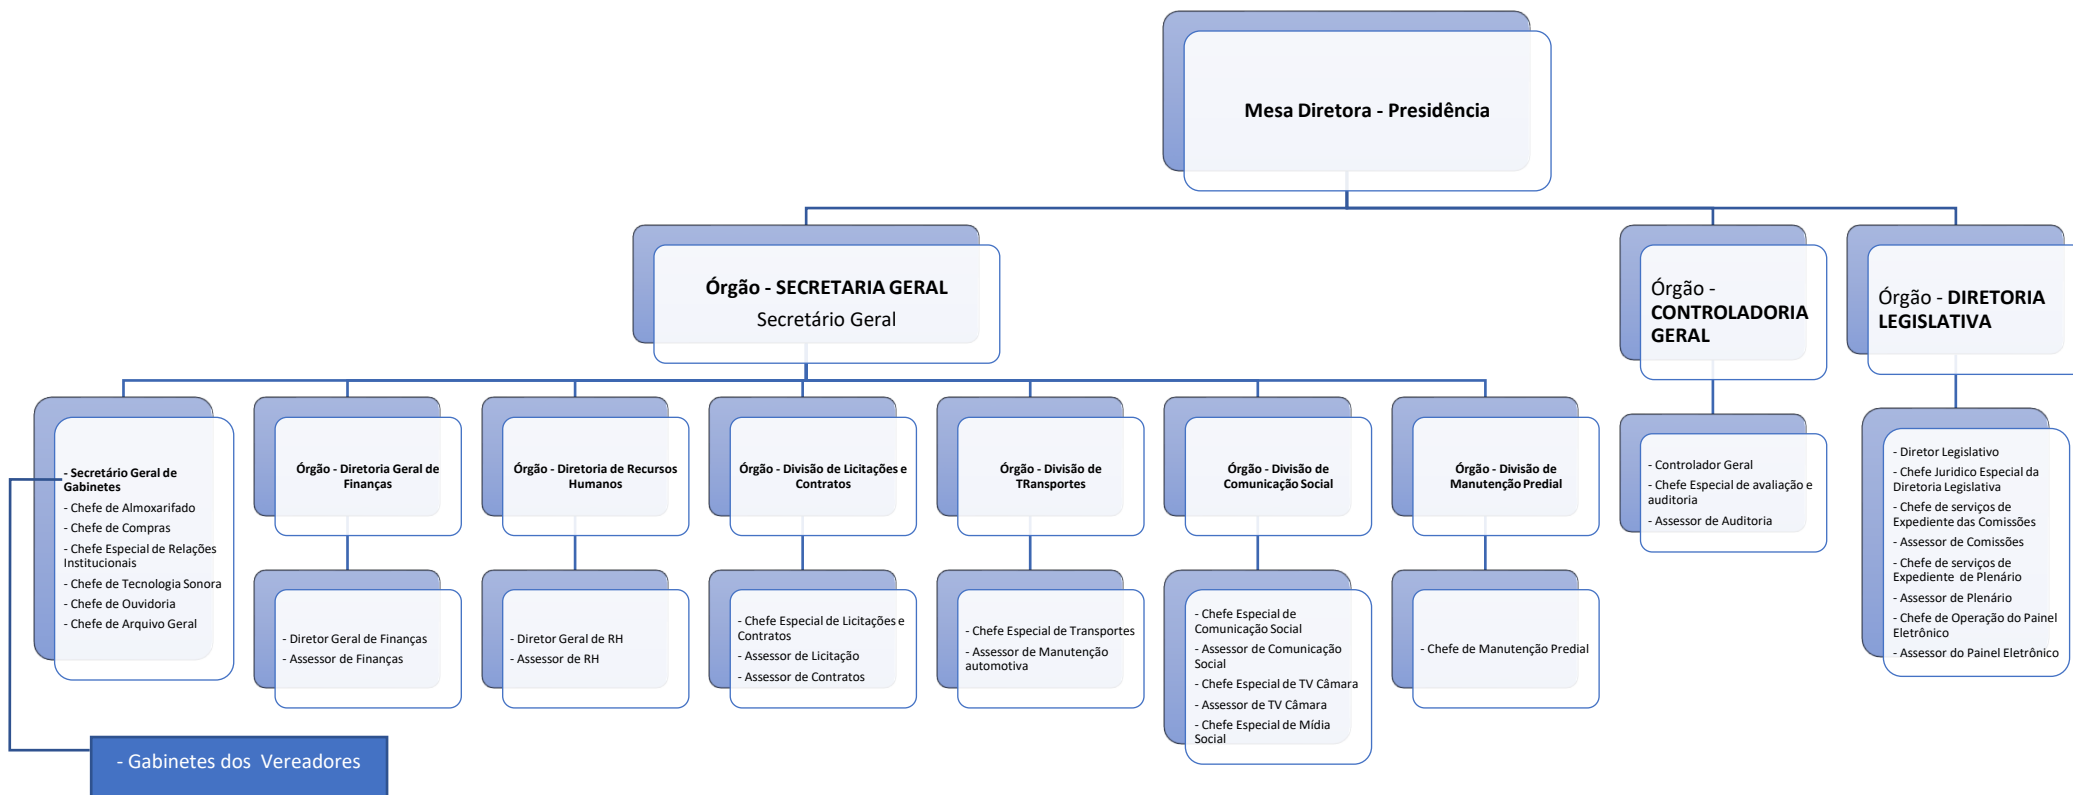 Mesa Diretora - Presidência
Órgão - SECRETARIA GERAL
Secretário Geral
Órgão -
CONTROLADORIA
GERAL
Órgão - DIRETORIA
LEGISLATIVA
- Secretário Geral de
Gabinetes
- Chefe de Almoxarifado
- Chefe de Compras
- Chefe Especial de Relações
Institucionais
- Chefe de Tecnologia Sonora
- Chefe de Ouvidoria
- Chefe de Arquivo Geral
Órgão - Diretoria Geral de
Finanças
Órgão - Diretoria de Recursos
Humanos
Órgão - Divisão de Licitações e
Contratos
Órgão - Divisão de
TRansportes
Órgão - Divisão de
Comunicação Social
Órgão - Divisão de
Manutenção Predial
- Controlador Geral
- Chefe Especial de avaliação e
auditoria
- Assessor de Auditoria
- Diretor Legislativo
- Chefe Juridico Especial da
Diretoria Legislativa
- Chefe de serviços de
Expediente das Comissões
- Assessor de Comissões
- Chefe de serviços de
Expediente de Plenário
- Assessor de Plenário
- Chefe de Operação do Painel
Eletrônico
- Assessor do Painel Eletrônico
- Diretor Geral de Finanças
- Assessor de Finanças
- Diretor Geral de RH
- Assessor de RH
- Chefe Especial de Licitações e
Contratos
- Assessor de Licitação
- Assessor de Contratos
- Chefe Especial de Transportes
- Assessor de Manutenção
automotiva
- Chefe Especial de
Comunicação Social
- Assessor de Comunicação
Social
- Chefe Especial de TV Câmara
- Assessor de TV Câmara
- Chefe Especial de Mídia
Social
- Chefe de Manutenção Predial
- Gabinetes dos Vereadores